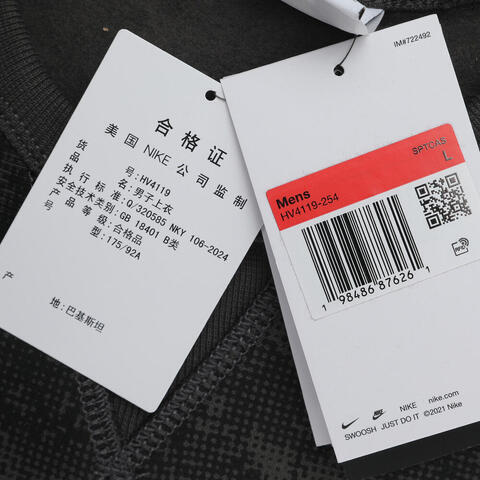 合格证
美国 NIKE 公司监制
货号: HV4119
品名: 男子上衣
执行标准: Q/320585 NKY 106-2024
安全技术类别: GB 18401 B类
产品等级: 合格品
号型: 175/92A
产地: 巴基斯坦
IM#722492
SPTCAS
L
Mens
HV4119-254
1 98486 87626 1
RFID
NIKE nike.com
SWOOSH JUST DO IT ©2021 Nike